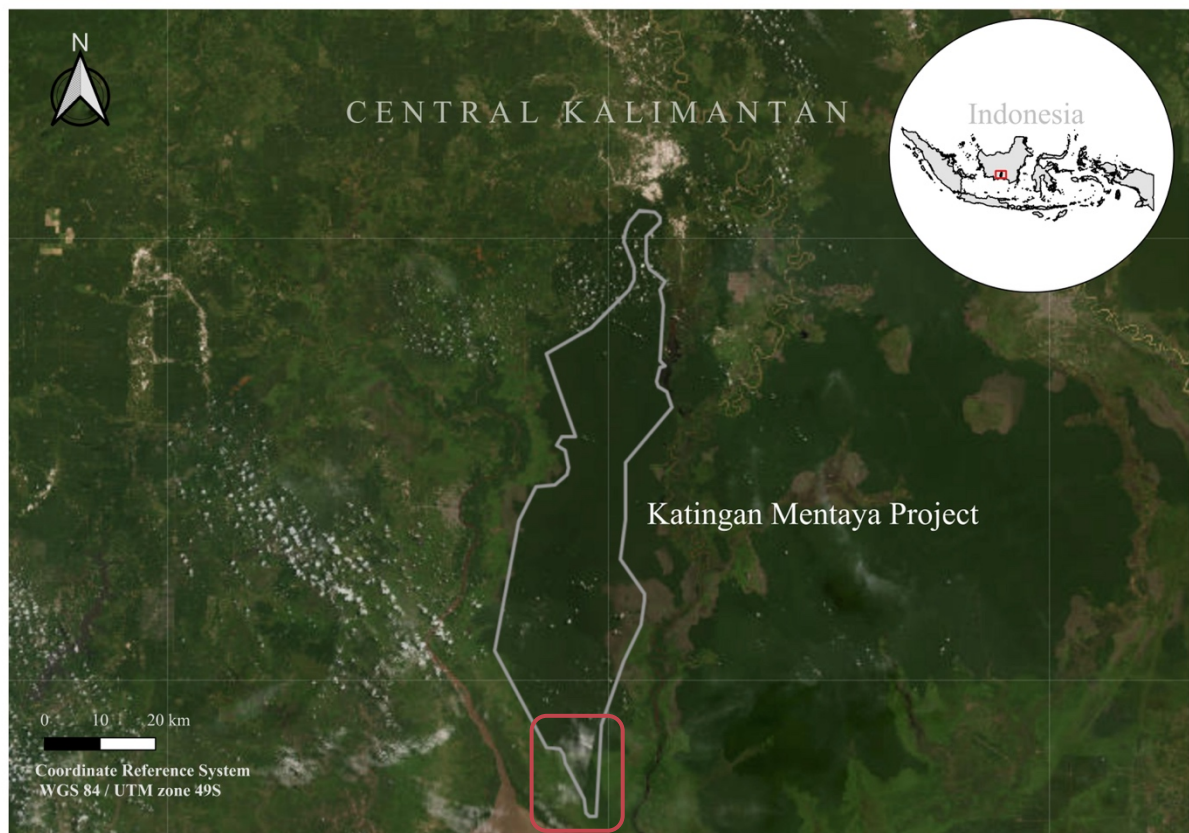 N
CENTRAL KALIMANTAN
Indonesia
Katingan Mentaya Project
0 10 20 km
Coordinate Reference System
WGS 84 / UTM zone 49S